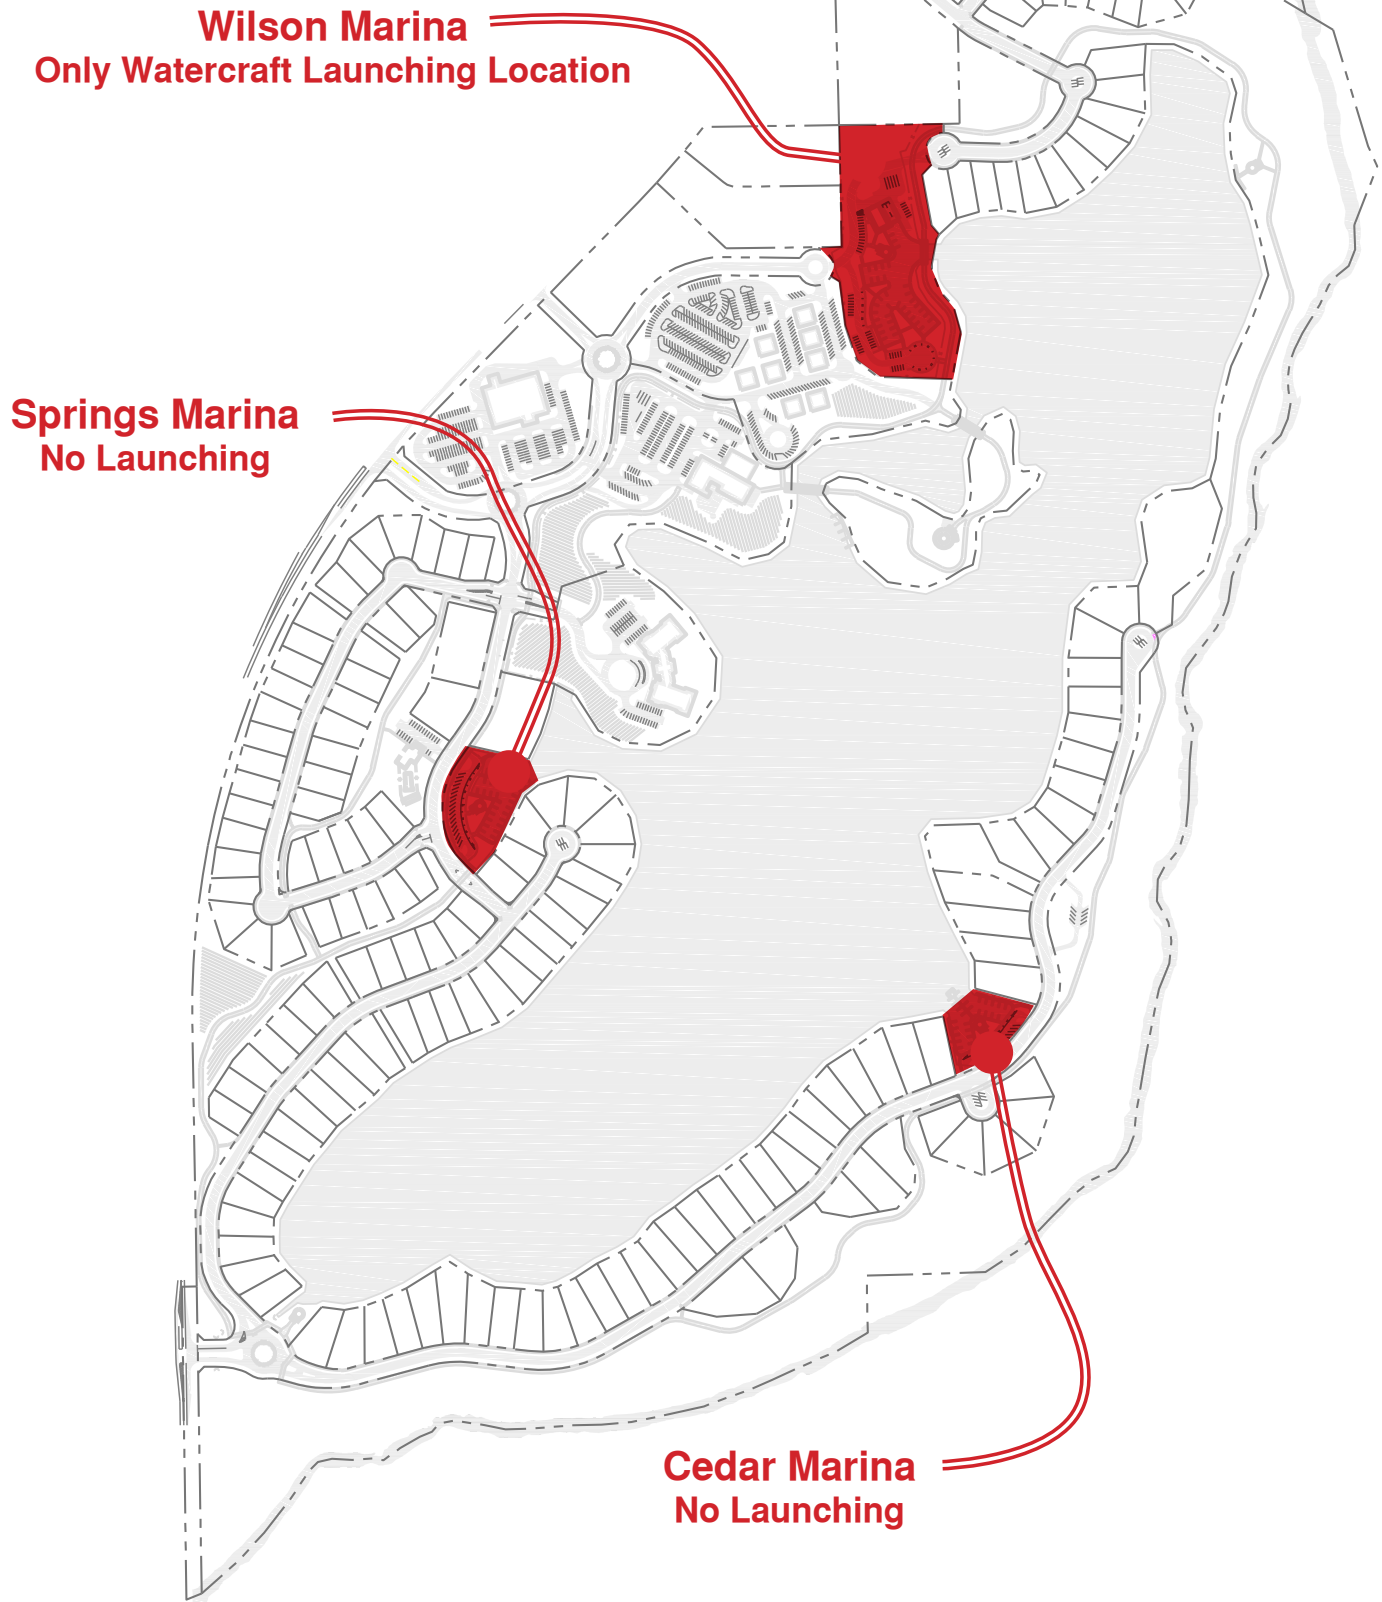 Wilson Marina
Only Watercraft Launching Location
Springs Marina
No Launching
Cedar Marina
No Launching